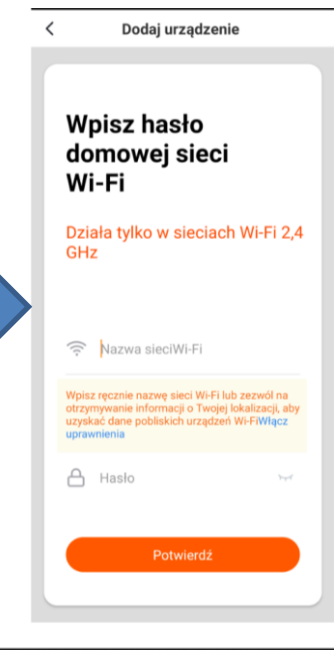 Dodaj urządzenie
Wpisz hasło
domowej sieci
Wi-Fi
Działa tylko w sieciach Wi-Fi 2,4
GHz
Nazwa sieciWi-Fi
Wpisz ręcznie nazwę sieci Wi-Fi lub zezwól na
otrzymywanie informacji o Twojej lokalizacji, aby
uzyskać dane pobliskich urządzeń Wi-FiWłącz
uprawnienia
Hasło
Potwierdź